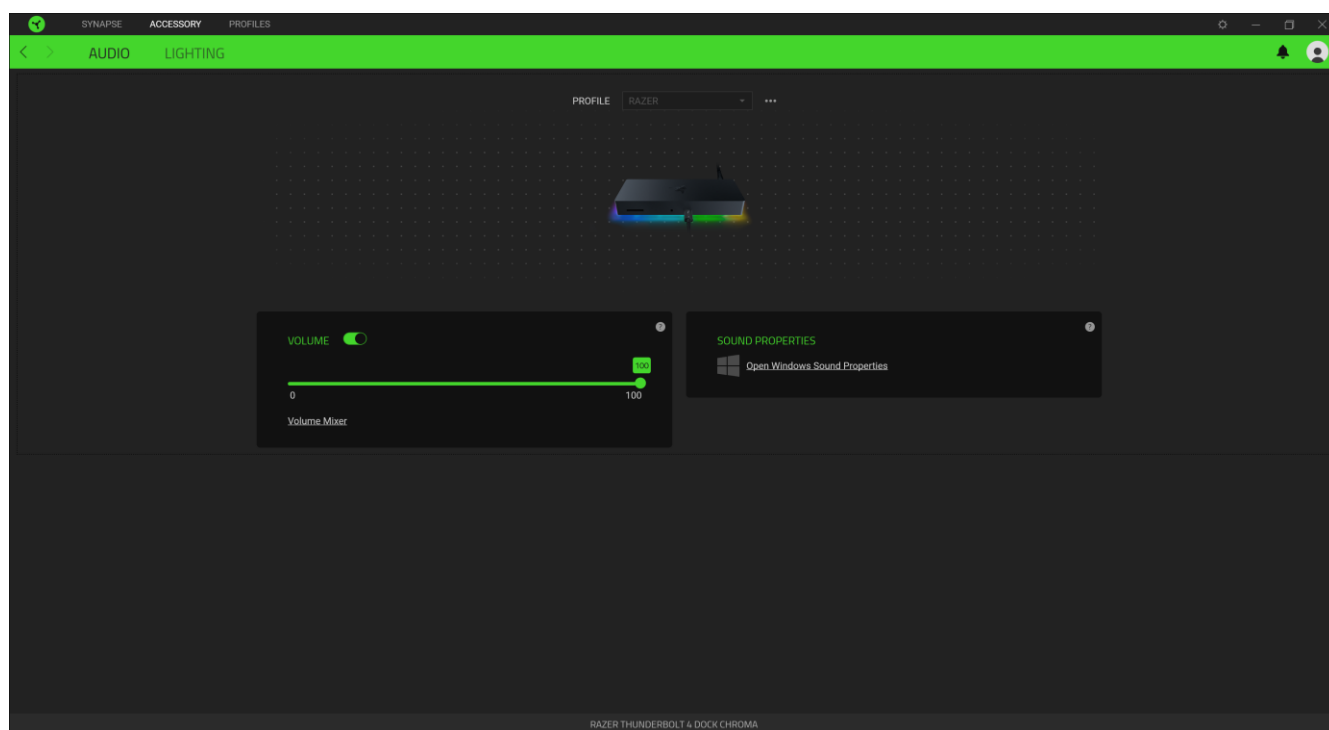 SYNAPSE ACCESSORY PROFILES
AUDIO LIGHTING
PROFILE RAZER
VOLUME
100
0 100
Volume Mixer
SOUND PROPERTIES
Open Windows Sound Properties
RAZER THUNDERBOLT 4 DOCK CHROMA